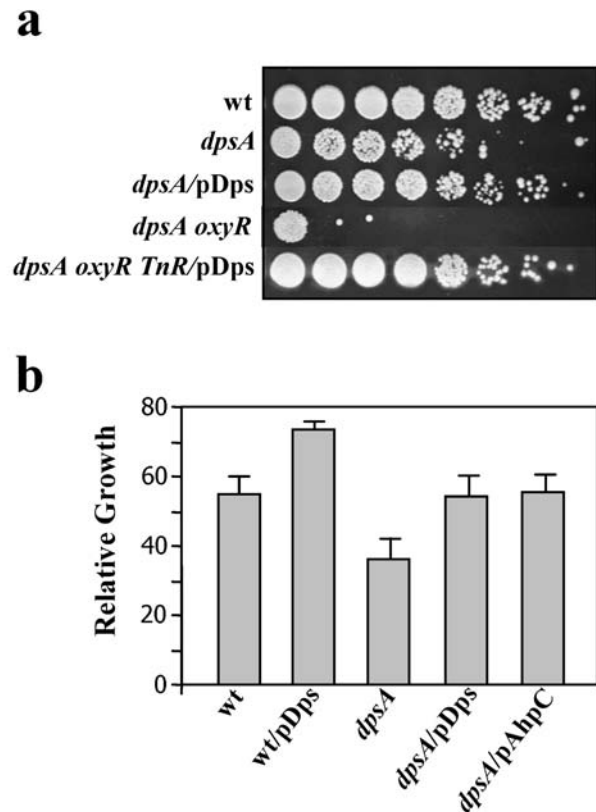 a
wt
dpsA
dpsA/pDps
dpsA oxyR
dpsA oxyR TnR/pDps
b
Relative Growth
80
60
40
20
0
wt
wt/pDps
dpsA
dpsA/pDps
dpsA/pAhpC